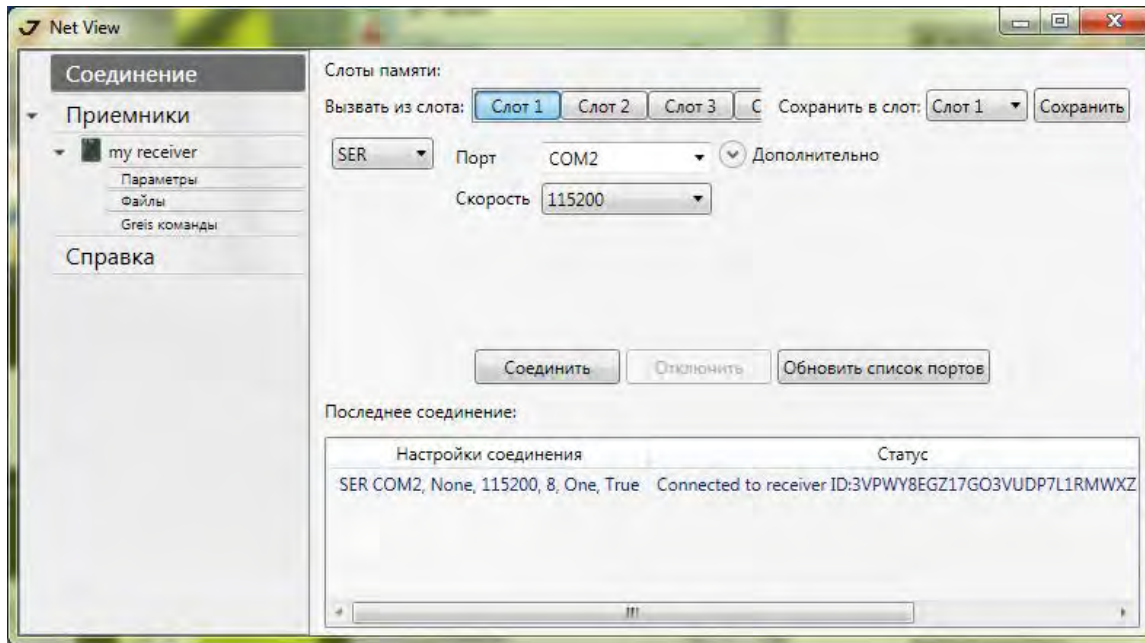 Net View
Соединение
Приемники
my receiver
Параметры
Файлы
Greis команды
Справка
Слоты памяти:
Вызвать из слота: Слот 1 Слот 2 Слот 3 С Сохранить в слот: Слот 1 Сохранить
SER Порт COM2 Дополнительно
Скорость 115200
Соединить Отключить Обновить список портов
Последнее соединение:
Настройки соединения Статус
SER COM2, None, 115200, 8, One, True Connected to receiver ID:3VPWY8EGZ17GO3VUDP7L1RMWXZ